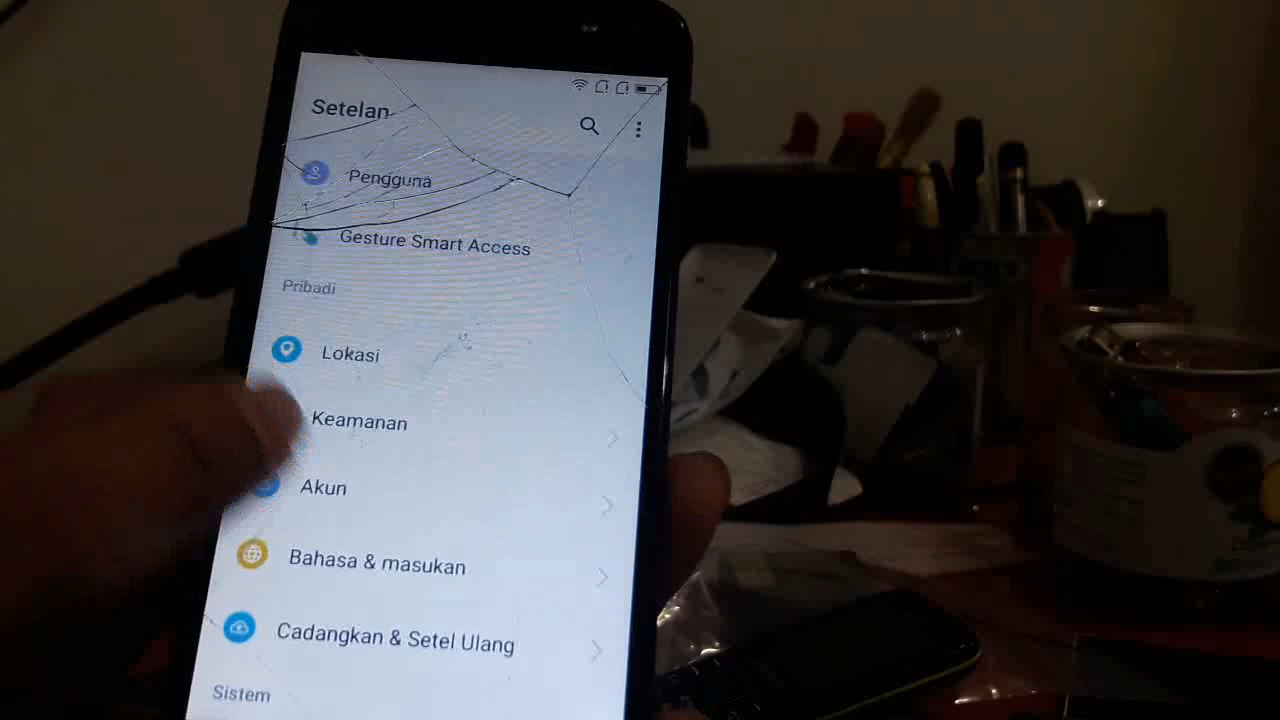 Setelan
Pengguna
Gesture Smart Access
Pribadi
Lokasi
Keamanan
Akun
Bahasa & masukan
Cadangkan & Setel Ulang
Sistem